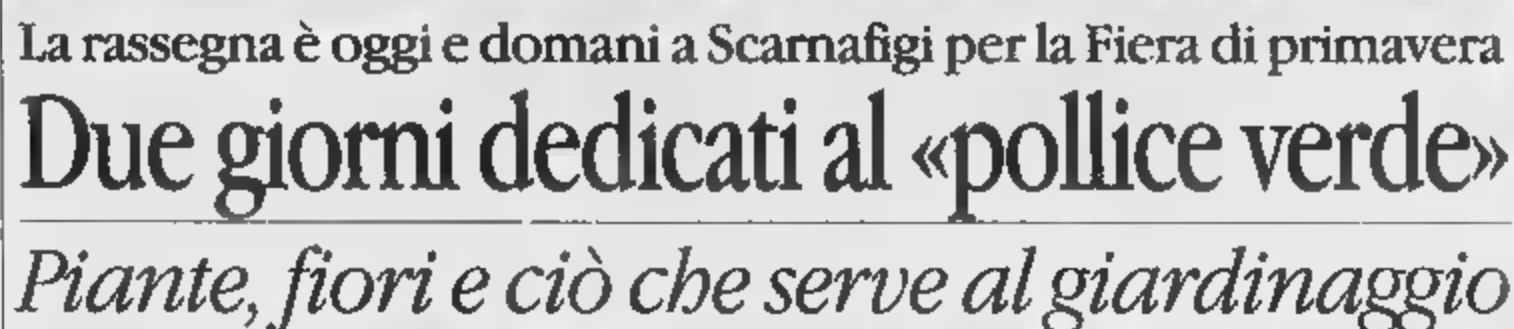 La rassegna è oggi e domani a Scarnafigi per la Fiera di primavera
Due giorni dedicati al «pollice verde»
Piante, fiori e ciò che serve al giardinaggio